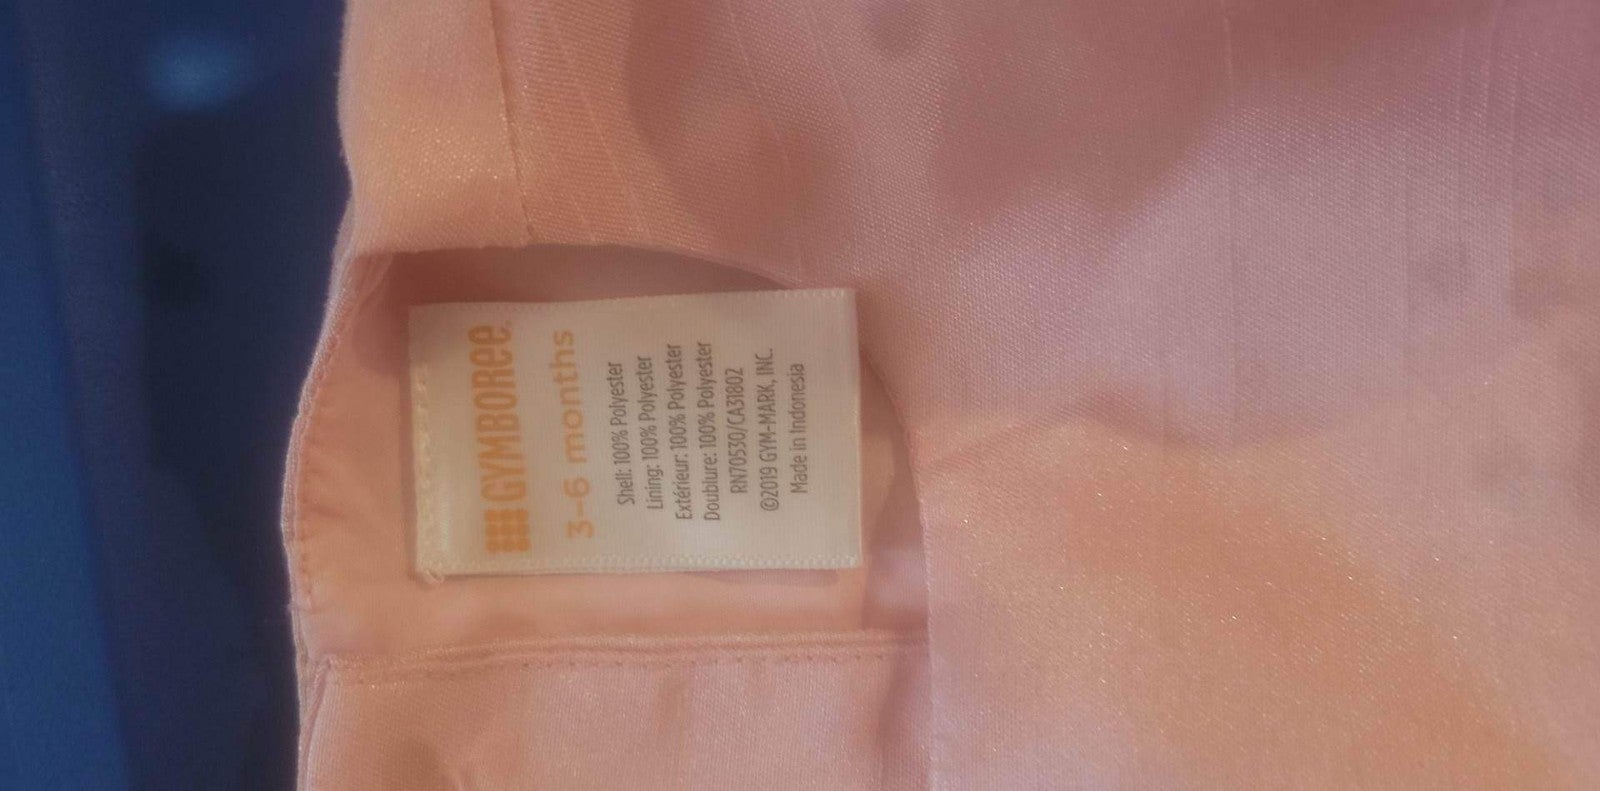 GYMBOREE
3-6 months
Shell: 100% Polyester
Lining: 100% Polyester
Extérieur: 100% Polyester
Doublure: 100% Polyester
RN70530/CA31802
©2019 GYM-MARK, INC.
Made in Indonesia